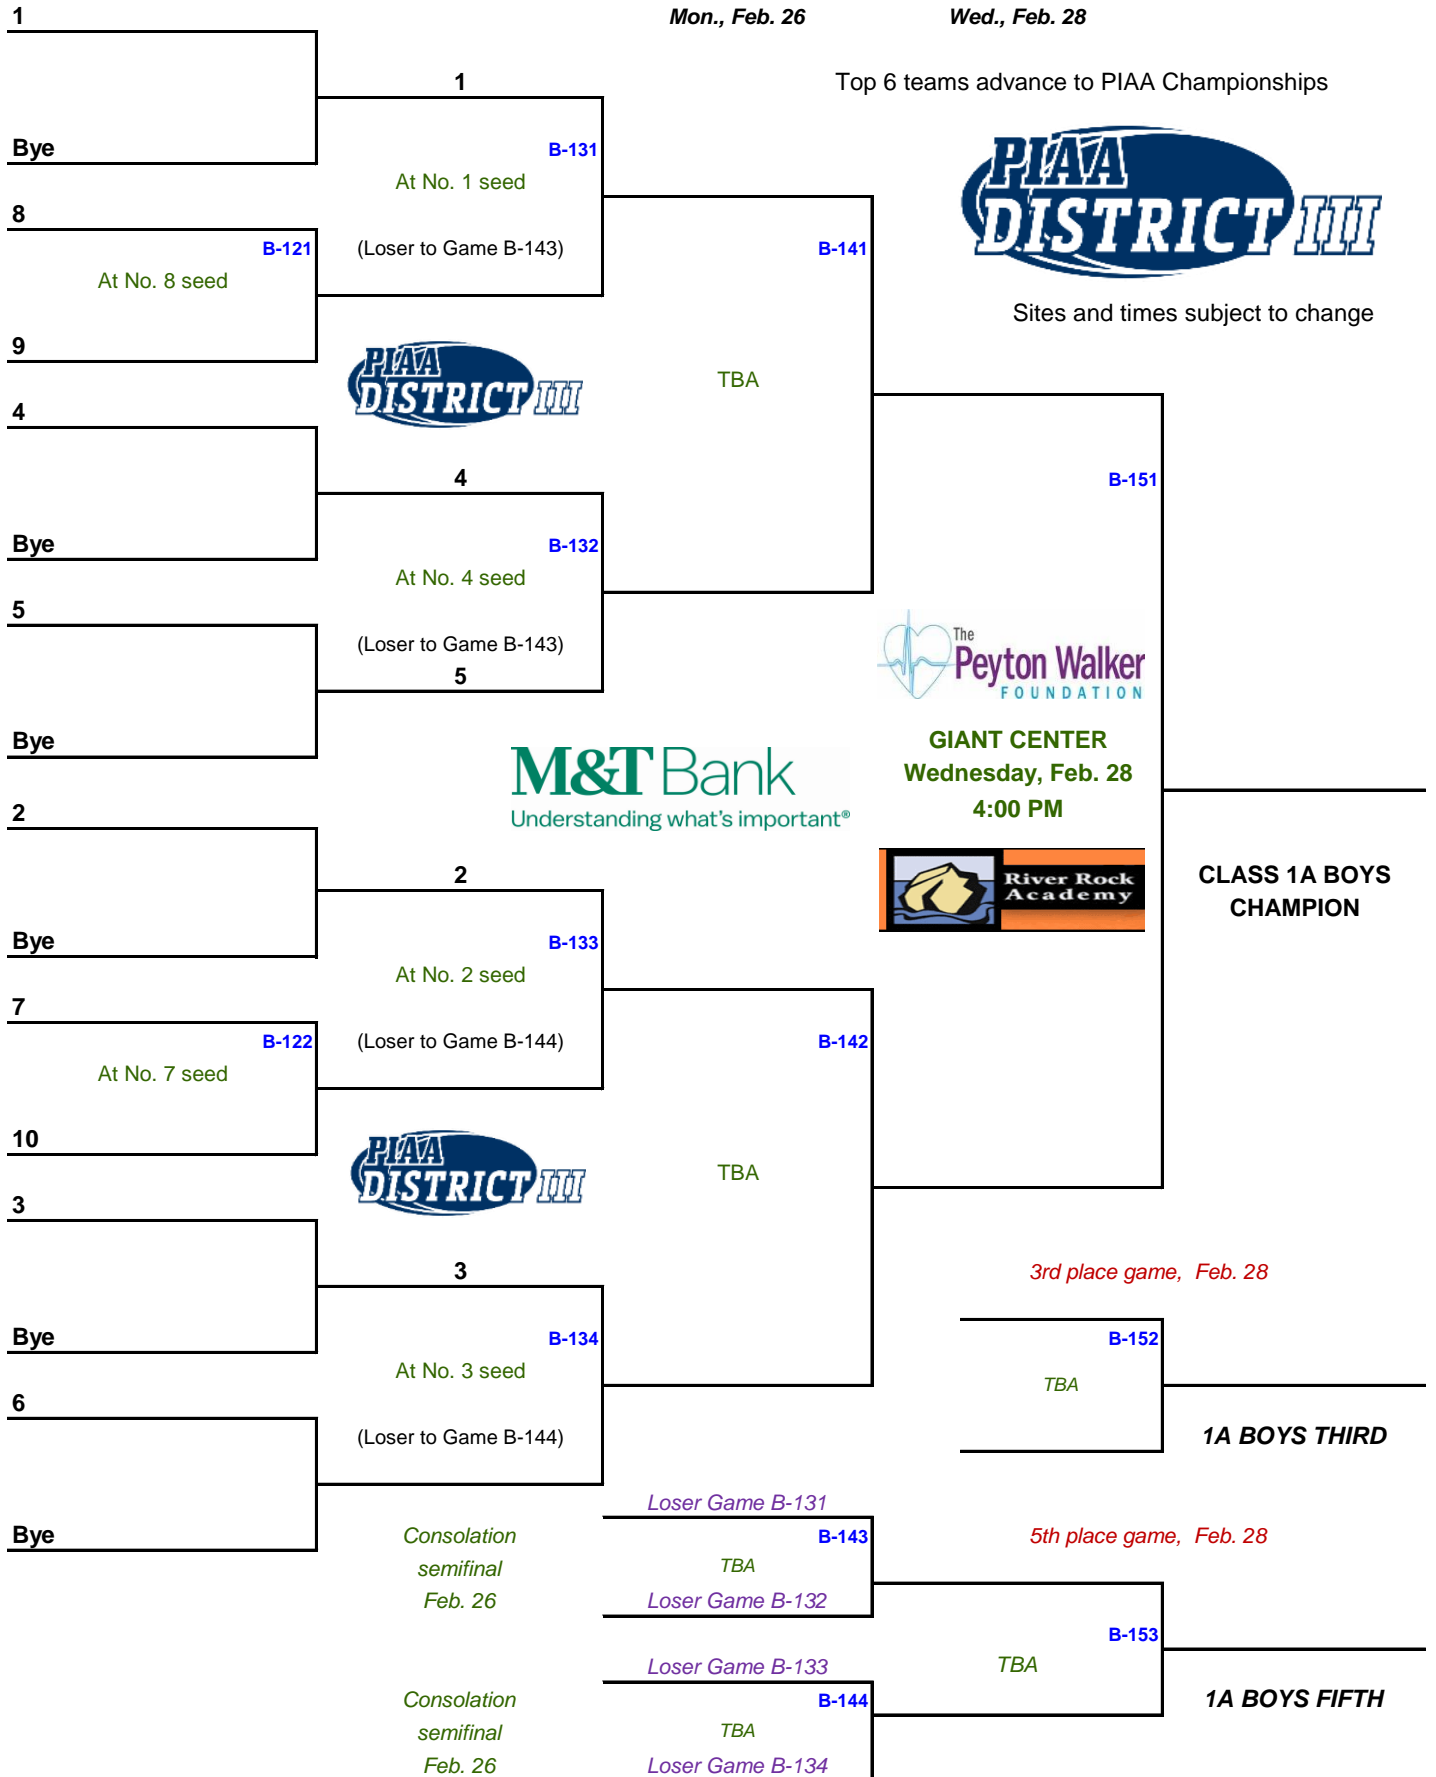 1
Mon., Feb. 26
Wed., Feb. 28
1
Top 6 teams advance to PIAA Championships
Bye
B-131
PIAA
DISTRICT III
At No. 1 seed
8
B-121
(Loser to Game B-143)
B-141
At No. 8 seed
Sites and times subject to change
9
PIAA
DISTRICT III
TBA
4
4
B-151
Bye
B-132
At No. 4 seed
5
(Loser to Game B-143)
The
Peyton Walker
FOUNDATION
5
Bye
M&T Bank
Understanding what's important®
GIANT CENTER
Wednesday, Feb. 28
4:00 PM
2
2
River Rock
Academy
CLASS 1A BOYS
CHAMPION
Bye
B-133
At No. 2 seed
7
B-122
(Loser to Game B-144)
B-142
At No. 7 seed
10
PIAA
DISTRICT III
TBA
3
3
3rd place game, Feb. 28
Bye
B-134
B-152
At No. 3 seed
TBA
6
(Loser to Game B-144)
1A BOYS THIRD
Loser Game B-131
Bye
Consolation
semifinal
Feb. 26
B-143
TBA
Loser Game B-132
5th place game, Feb. 28
B-153
Loser Game B-133
TBA
Consolation
semifinal
Feb. 26
B-144
TBA
Loser Game B-134
1A BOYS FIFTH